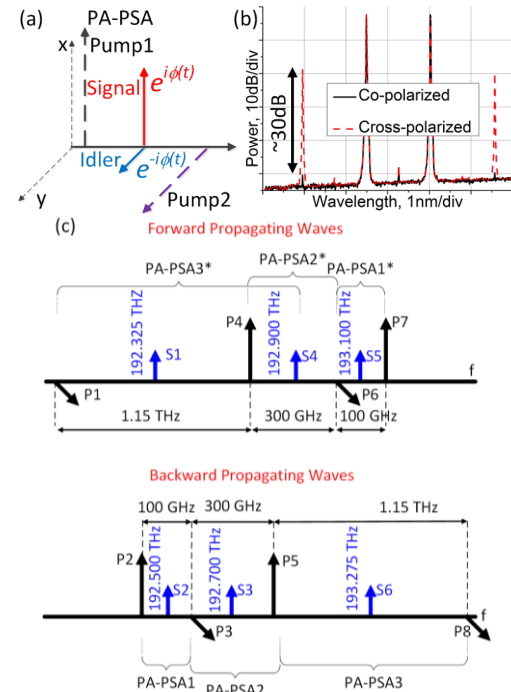 (a)
PA-PSA
Pump1
x
Signal
e^{iϕ(t)}
Idler
e^{-iϕ(t)}
y
Pump2
(b)
Power, 10dB/div
~30dB
Co-polarized
Cross-polarized
Wavelength, 1nm/div
(c)
Forward Propagating Waves
PA-PSA3*
PA-PSA2*
PA-PSA1*
192.325 THZ
192.900 THz
193.100 THz
P4
P7
S1
S4
S5
f
P1
P6
1.15 THz
300 GHz
100 GHz
Backward Propagating Waves
100 GHz
300 GHz
1.15 THz
P2
192.500 THz
192.700 THz
P5
193.275 THz
S2
S3
S6
f
P3
P8
PA-PSA1
PA-PSA2
PA-PSA3